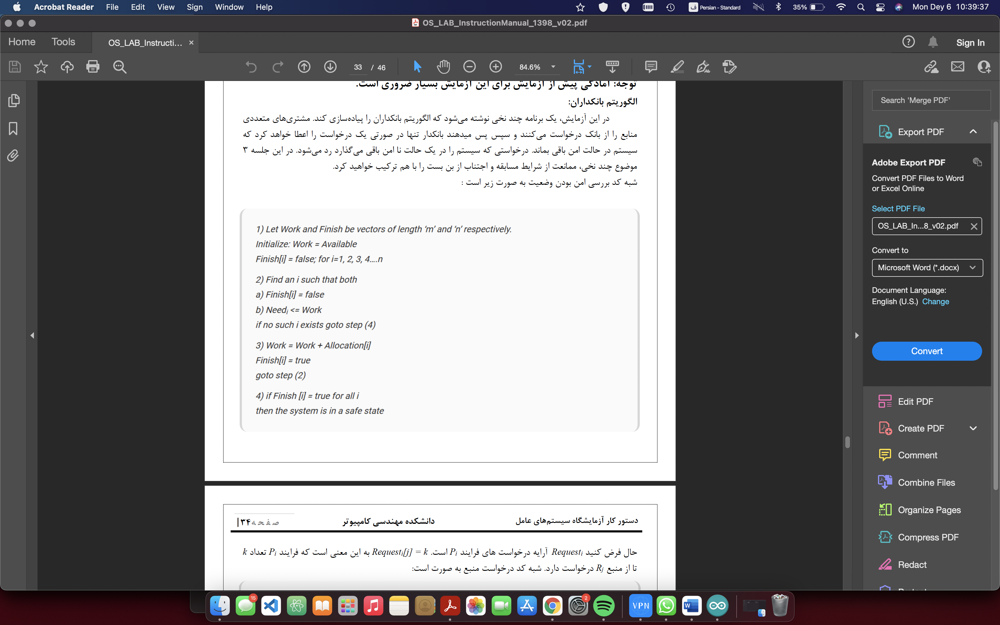 Acrobat Reader File Edit View Sign Window Help
Persian - Standard 35% Mon Dey 6 10:39:37
OS_LAB_InstructionManual_1398_v02.pdf
Home Tools OS_LAB_Instructi... × Sign In
33 / 46 84.6%
توجه: آمادگی پیش از آزمایش برای این آزمایش بسیار ضروری است.
الگوریتم بانکداران:
در این آزمایش، یک برنامه چند نخی نوشته می‌شود که الگوریتم بانکداران را پیاده‌سازی کند. مشتری‌های متعددی
منابع را از بانک درخواست می‌کنند و سپس پس میدهند بانکدار تنها در صورتی یک درخواست را اعطا خواهد کرد که
سیستم در حالت امن باقی بماند. درخواستی که سیستم را در یک حالت نا امن باقی می‌گذارد رد می‌شود. در این جلسه ۳
موضوع چند نخی، ممانعت از شرایط مسابقه و اجتناب از بن بست را با هم ترکیب خواهید کرد.
شبه کد بررسی امن بودن وضعیت به صورت زیر است :
1) Let Work and Finish be vectors of length ‘m’ and ‘n’ respectively.
Initialize: Work = Available
Finish[i] = false; for i=1, 2, 3, 4….n
2) Find an i such that both
a) Finish[i] = false
b) Needi <= Work
if no such i exists goto step (4)
3) Work = Work + Allocation[i]
Finish[i] = true
goto step (2)
4) if Finish [i] = true for all i
then the system is in a safe state
دستور کار آزمایشگاه سیستم‌های عامل دانشکده مهندسی کامپیوتر صفحه۳۴|
حال فرض کنید Requesti آرایه درخواست های فرایند Pi است. Requesti[j] = k به این معنی است که فرایند Pi تعداد k
تا از منبع Rj درخواست دارد. شبه کد درخواست منبع به صورت است:
Search 'Merge PDF'
Export PDF
Adobe Export PDF
Convert PDF Files to Word
or Excel Online
Select PDF File
OS_LAB_In...8_v02.pdf
Convert to
Microsoft Word (*.docx)
Document Language:
English (U.S.) Change
Convert
Edit PDF
Create PDF
Comment
Combine Files
Organize Pages
Compress PDF
Redact
15
2
VPN
W